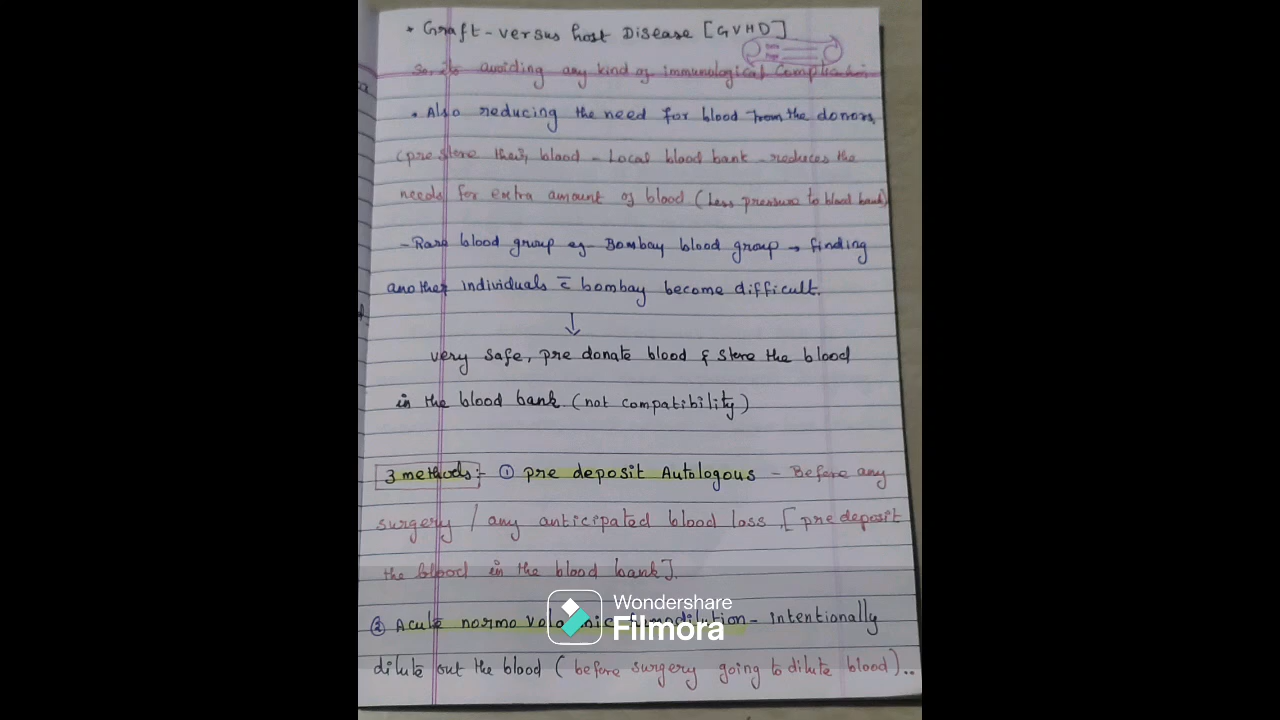 * Graft-versus host Disease [GVHD]
So, its avoiding any kind of immunological complication
• Also reducing the need for blood from the donors,
(pre store their blood - Local blood bank - reduces the
needs for extra amount of blood (Less pressure to blood bank)
- Rare blood group eg - Bombay blood group → finding
another individuals c̄ bombay become difficult.
↓
very safe, pre donate blood & store the blood
in the blood bank (not compatibility)
3 methods:- ① pre deposit Autologous - Before any
surgery / any anticipated blood loss, [pre deposit
the blood in the blood bank].
② Acute normo volemic Hemodilution - intentionally
dilute out the blood (before surgery going to dilute blood)..
Wondershare
Filmora